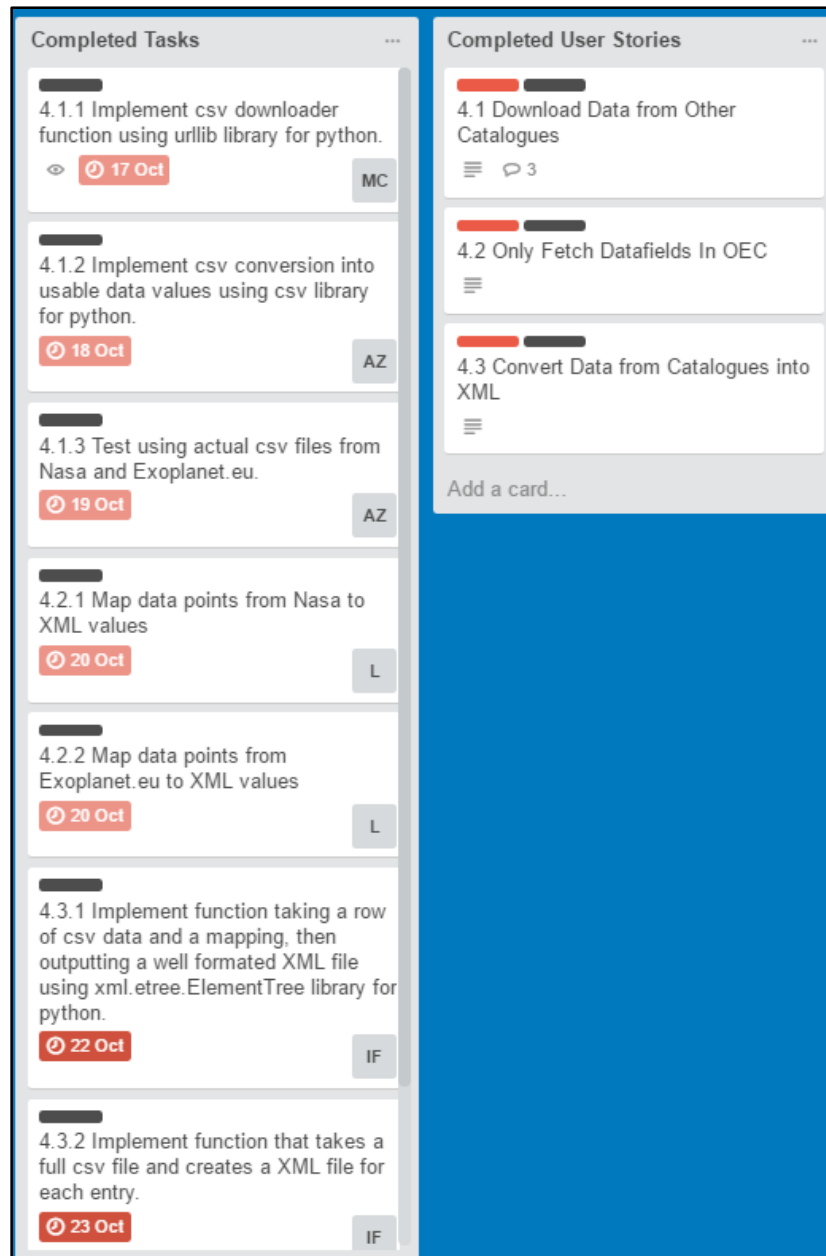 Completed Tasks ...
4.1.1 Implement csv downloader
function using urllib library for python.
17 Oct
MC
4.1.2 Implement csv conversion into
usable data values using csv library
for python.
18 Oct
AZ
4.1.3 Test using actual csv files from
Nasa and Exoplanet.eu.
19 Oct
AZ
4.2.1 Map data points from Nasa to
XML values
20 Oct
L
4.2.2 Map data points from
Exoplanet.eu to XML values
20 Oct
L
4.3.1 Implement function taking a row
of csv data and a mapping, then
outputting a well formated XML file
using xml.etree.ElementTree library for
python.
22 Oct
IF
4.3.2 Implement function that takes a
full csv file and creates a XML file for
each entry.
23 Oct
IF
Completed User Stories ...
4.1 Download Data from Other
Catalogues
3
4.2 Only Fetch Datafields In OEC
4.3 Convert Data from Catalogues into
XML
Add a card...